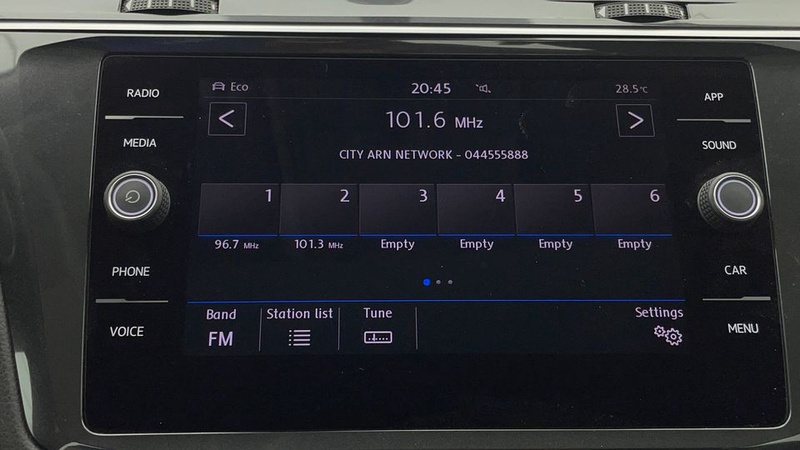 RADIO
MEDIA
PHONE
VOICE
Eco 20:45 28.5°C
101.6 MHz
CITY ARN NETWORK - 044555888
1 2 3 4 5 6
96.7 MHz 101.3 MHz Empty Empty Empty Empty
Band Station list Tune Settings
FM
APP
SOUND
CAR
MENU